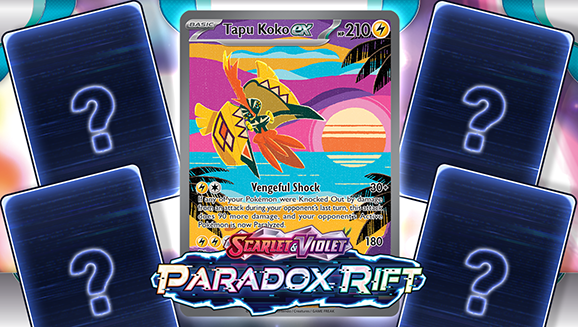 BASIC Tapu Koko ex HP 210
Vengeful Shock 30+
If any of your Pokémon were Knocked Out by damage
from an attack during your opponent's last turn, this attack
does 90 more damage, and your opponent's Active
Pokémon is now Paralyzed.
180
SCARLET & VIOLET
PARADOX RIFT
? ? ? ?